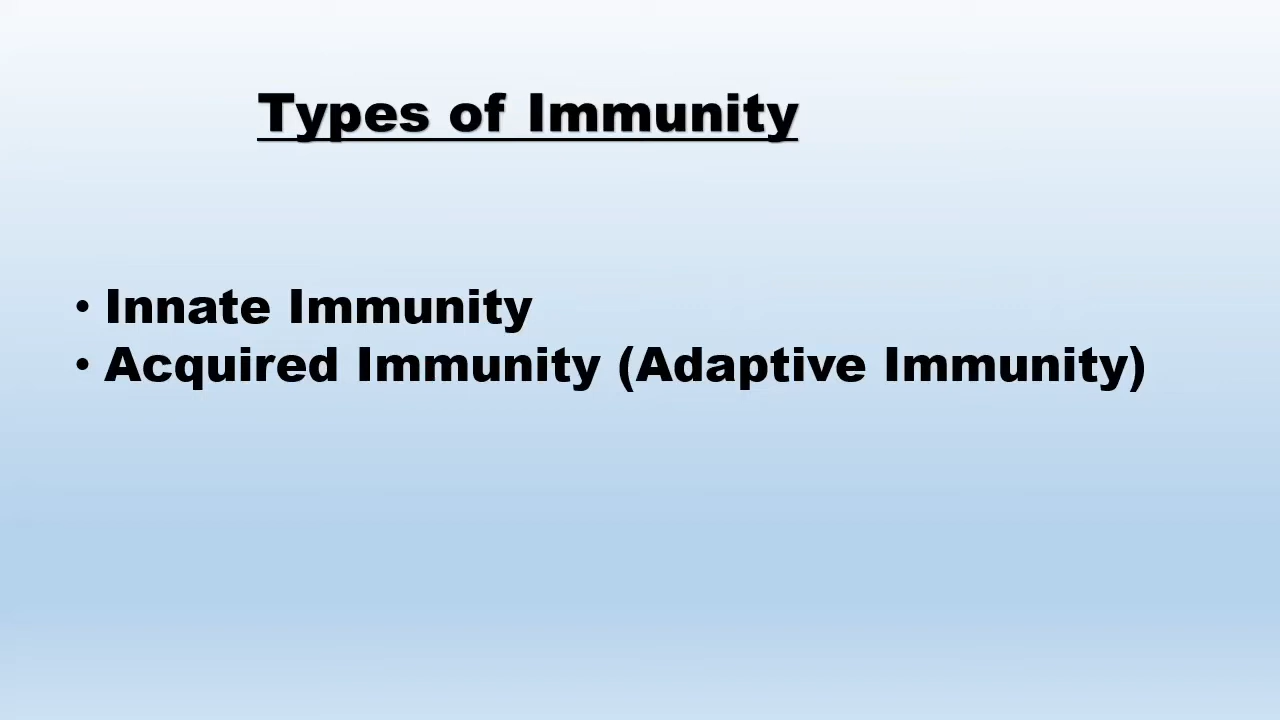 Types of Immunity
• Innate Immunity
• Acquired Immunity (Adaptive Immunity)